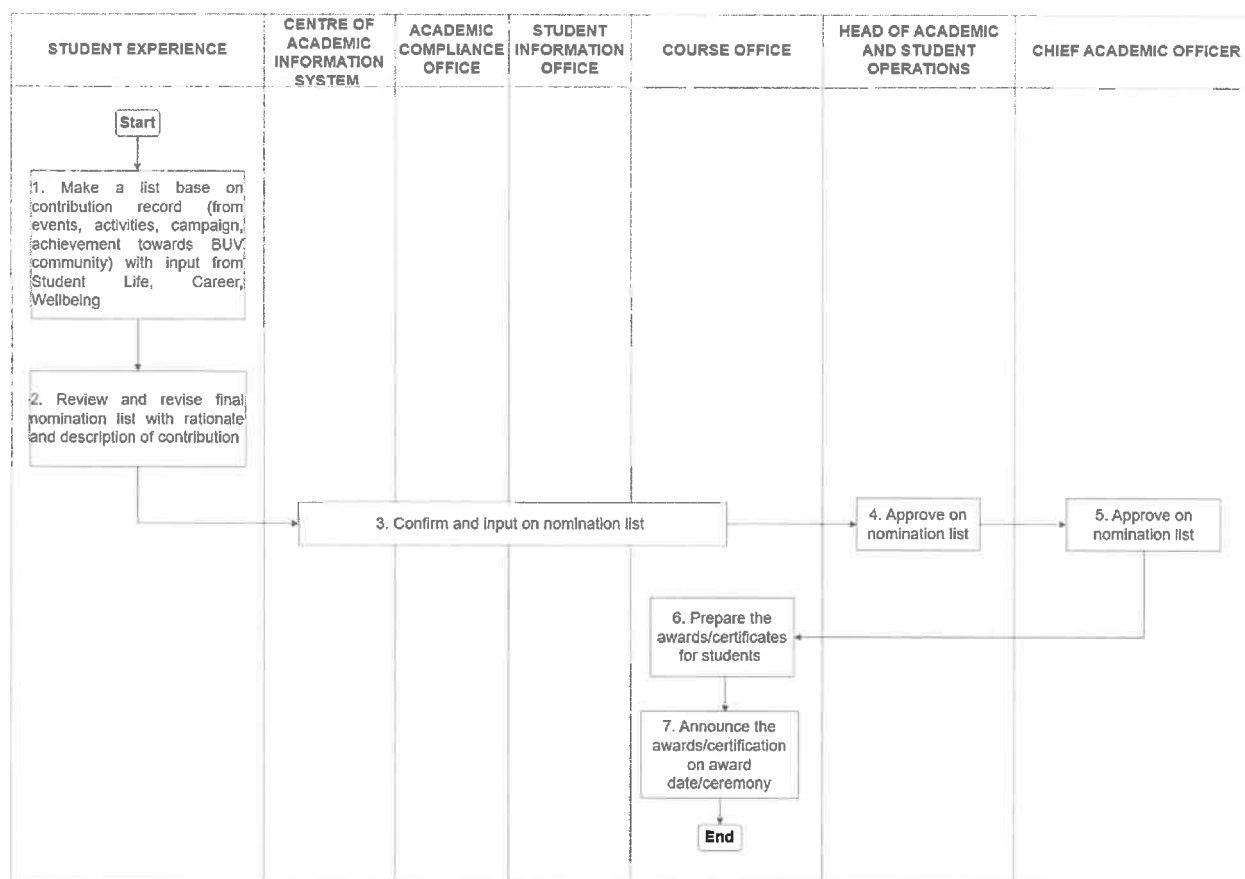 STUDENT EXPERIENCE
CENTRE OF
ACADEMIC
INFORMATION
SYSTEM
ACADEMIC
COMPLIANCE
OFFICE
STUDENT
INFORMATION
OFFICE
COURSE OFFICE
HEAD OF ACADEMIC
AND STUDENT
OPERATIONS
CHIEF ACADEMIC OFFICER
Start
1. Make a list base on
contribution record (from
events, activities, campaign,
achievement towards BUV
community) with input from
Student Life, Career,
Wellbeing
2. Review and revise final
nomination list with rationale
and description of contribution
3. Confirm and input on nomination list
4. Approve on
nomination list
5. Approve on
nomination list
6. Prepare the
awards/certificates
for students
7. Announce the
awards/certification
on award
date/ceremony
End